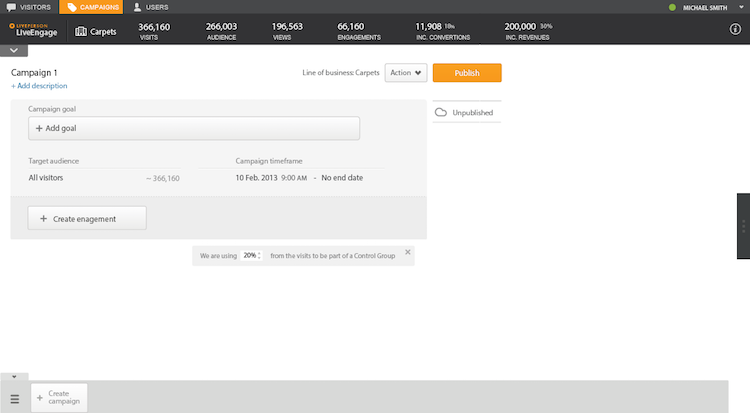 VISITORS CAMPAIGNS USERS MICHAEL SMITH
LIVEPERSON
LiveEngage
Carpets
366,160 266,003 196,563 66,160 11,908 18% 200,000 30%
VISITS AUDIENCE VIEWS ENGAGEMENTS INC. CONVERTIONS INC. REVENUES
Campaign 1
+ Add description
Line of business: Carpets Action Publish
Unpublished
Campaign goal
+ Add goal
Target audience Campaign timeframe
All visitors ~ 366,160 10 Feb. 2013 9:00 AM - No end date
+ Create enagement
We are using 20% from the visits to be part of a Control Group
+ Create
campaign